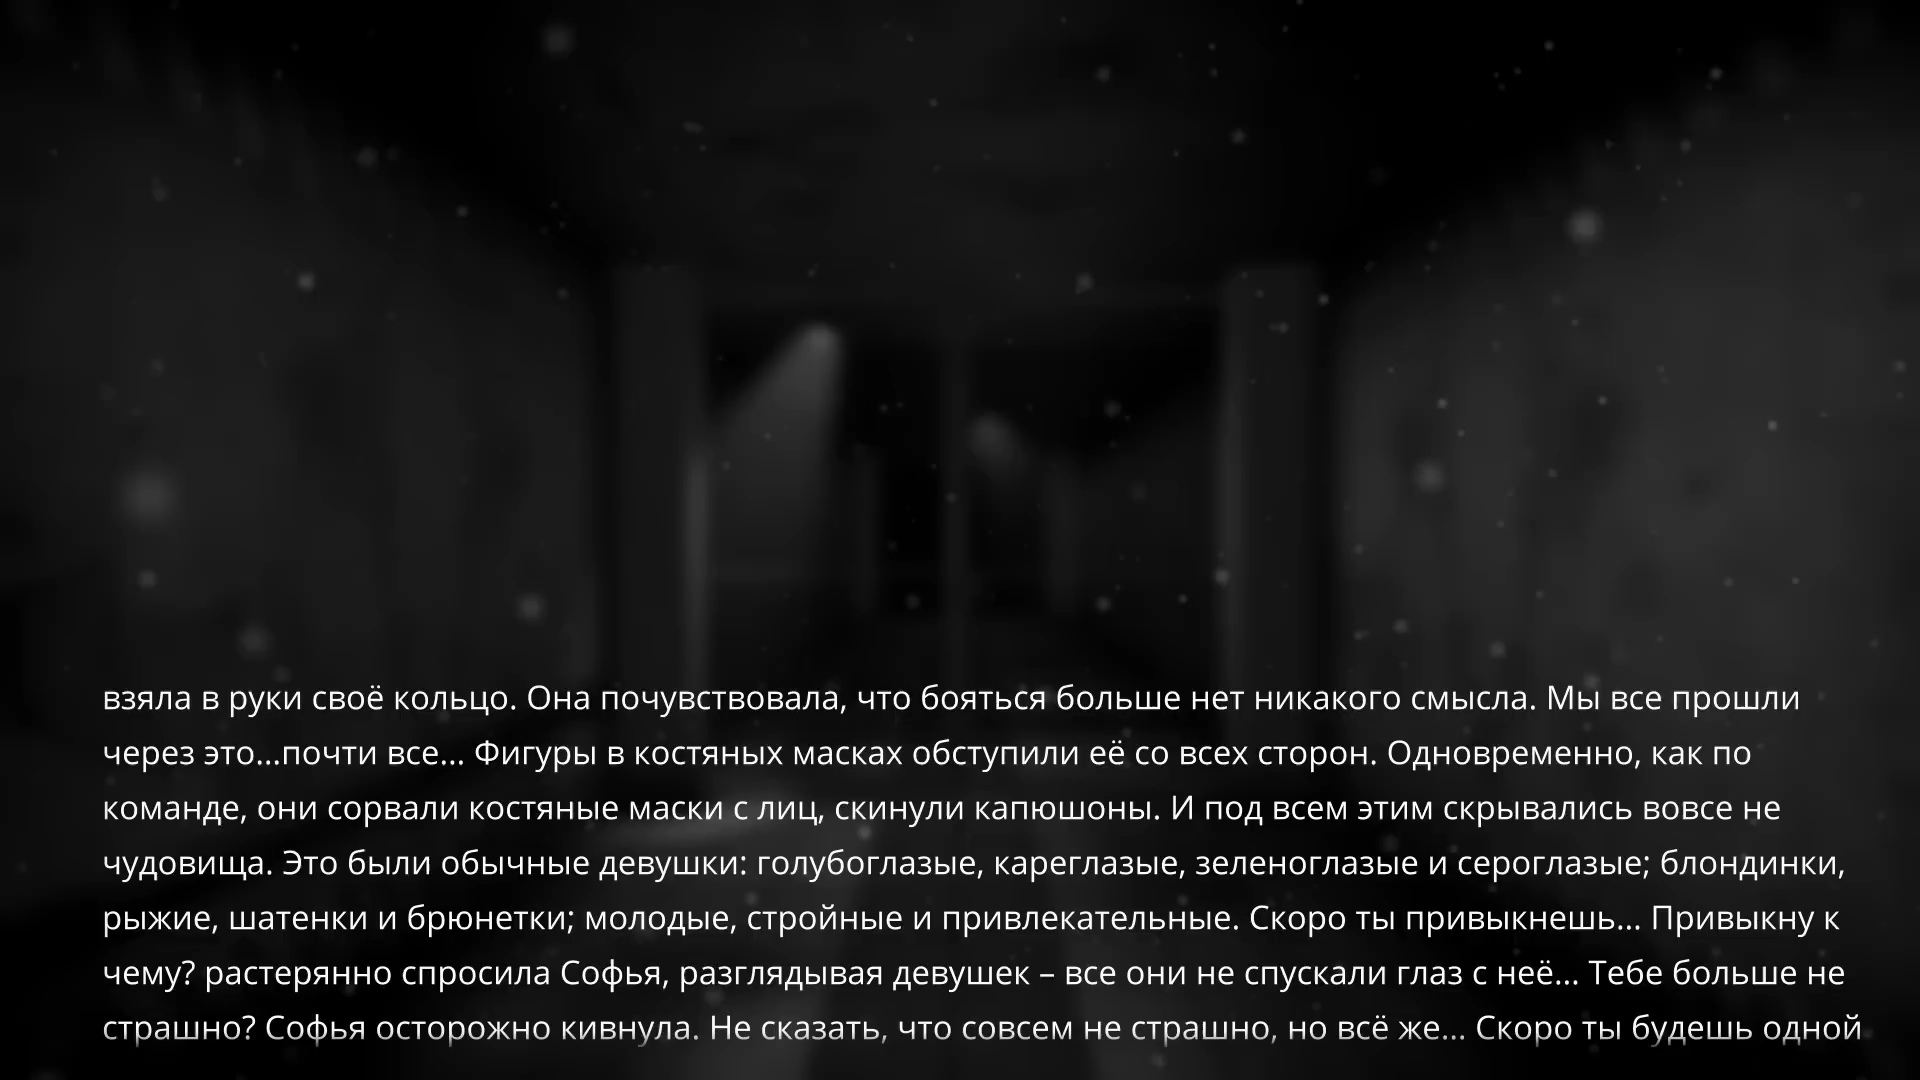 взяла в руки своё кольцо. Она почувствовала, что бояться больше нет никакого смысла. Мы все прошли
через это...почти все... Фигуры в костяных масках обступили её со всех сторон. Одновременно, как по
команде, они сорвали костяные маски с лиц, скинули капюшоны. И под всем этим скрывались вовсе не
чудовища. Это были обычные девушки: голубоглазые, кареглазые, зеленоглазые и сероглазые; блондинки,
рыжие, шатенки и брюнетки; молодые, стройные и привлекательные. Скоро ты привыкнешь... Привыкну к
чему? растерянно спросила Софья, разглядывая девушек – все они не спускали глаз с неё... Тебе больше не
страшно? Софья осторожно кивнула. Не сказать, что совсем не страшно, но всё же... Скоро ты будешь одной